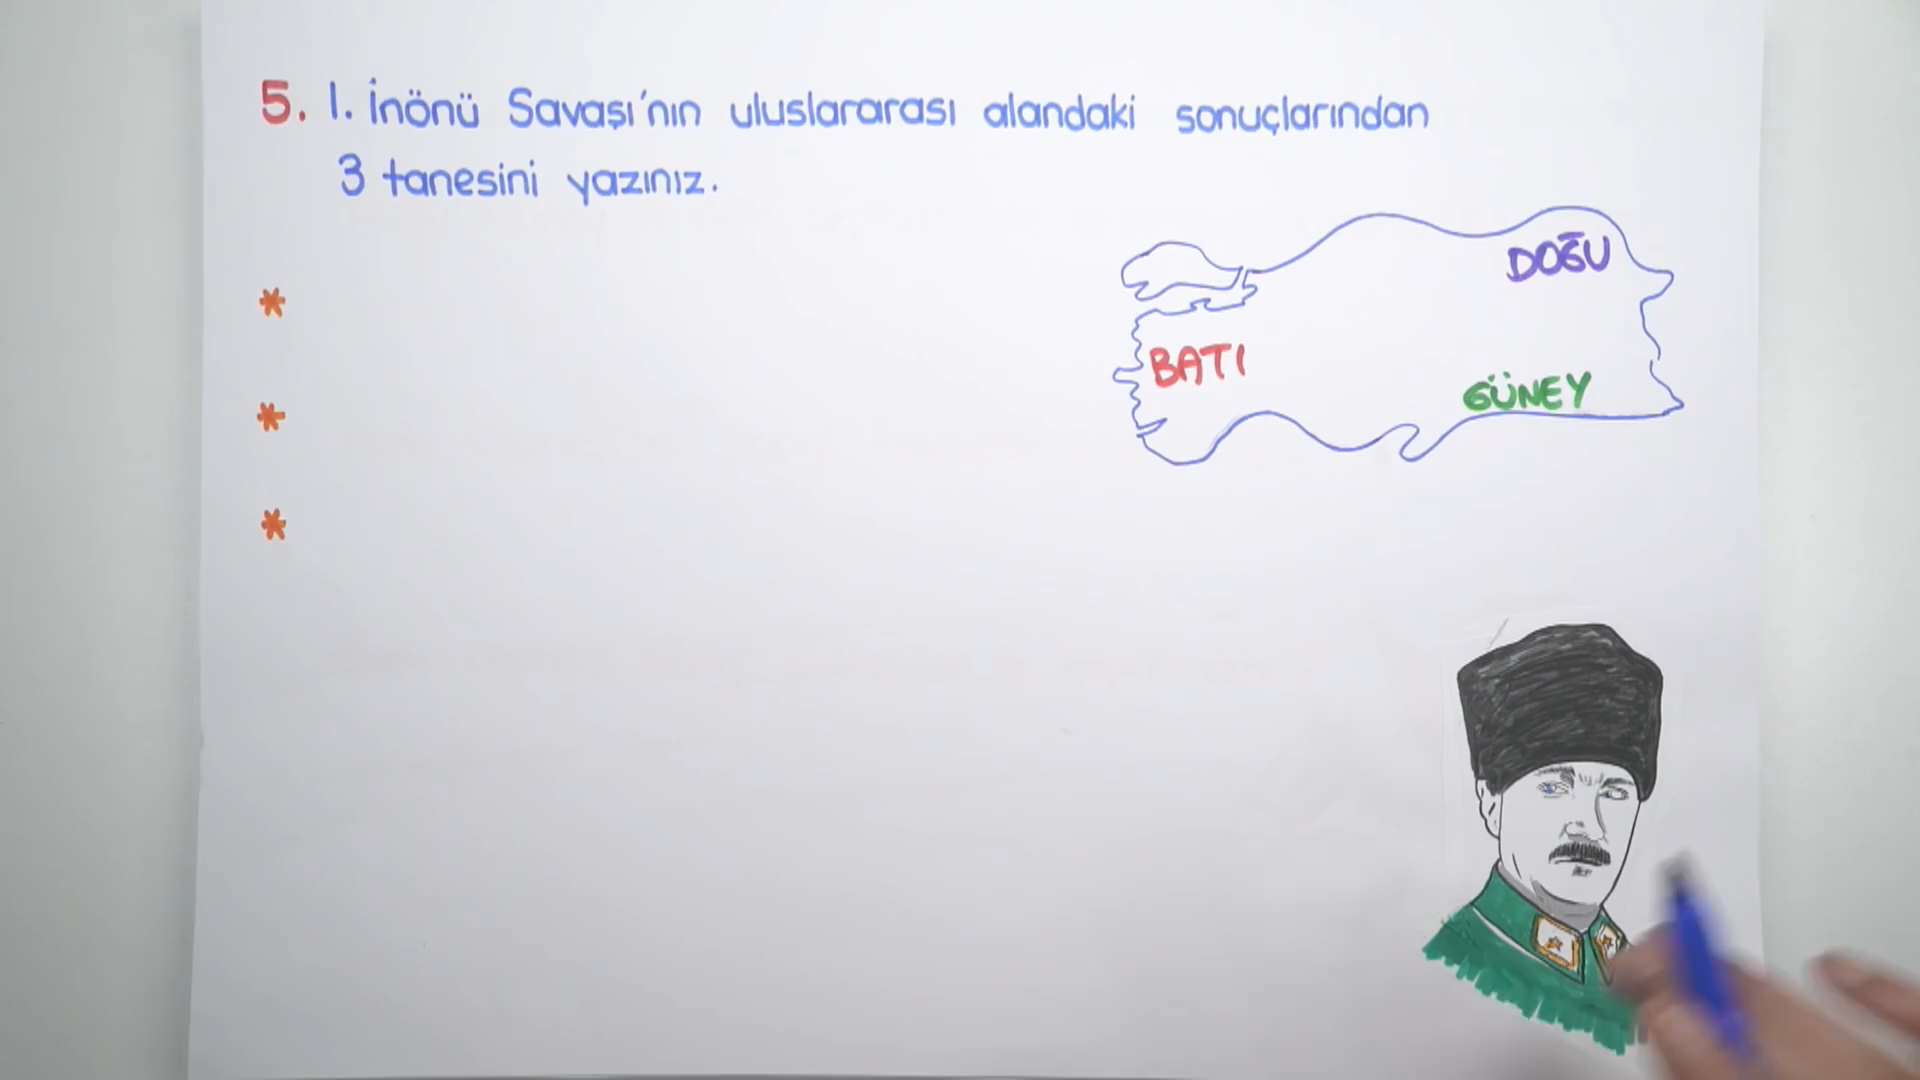 5. I. İnönü Savaşı'nın uluslararası alandaki sonuçlarından
3 tanesini yazınız.
DOĞU
BATI
GÜNEY
*
*
*